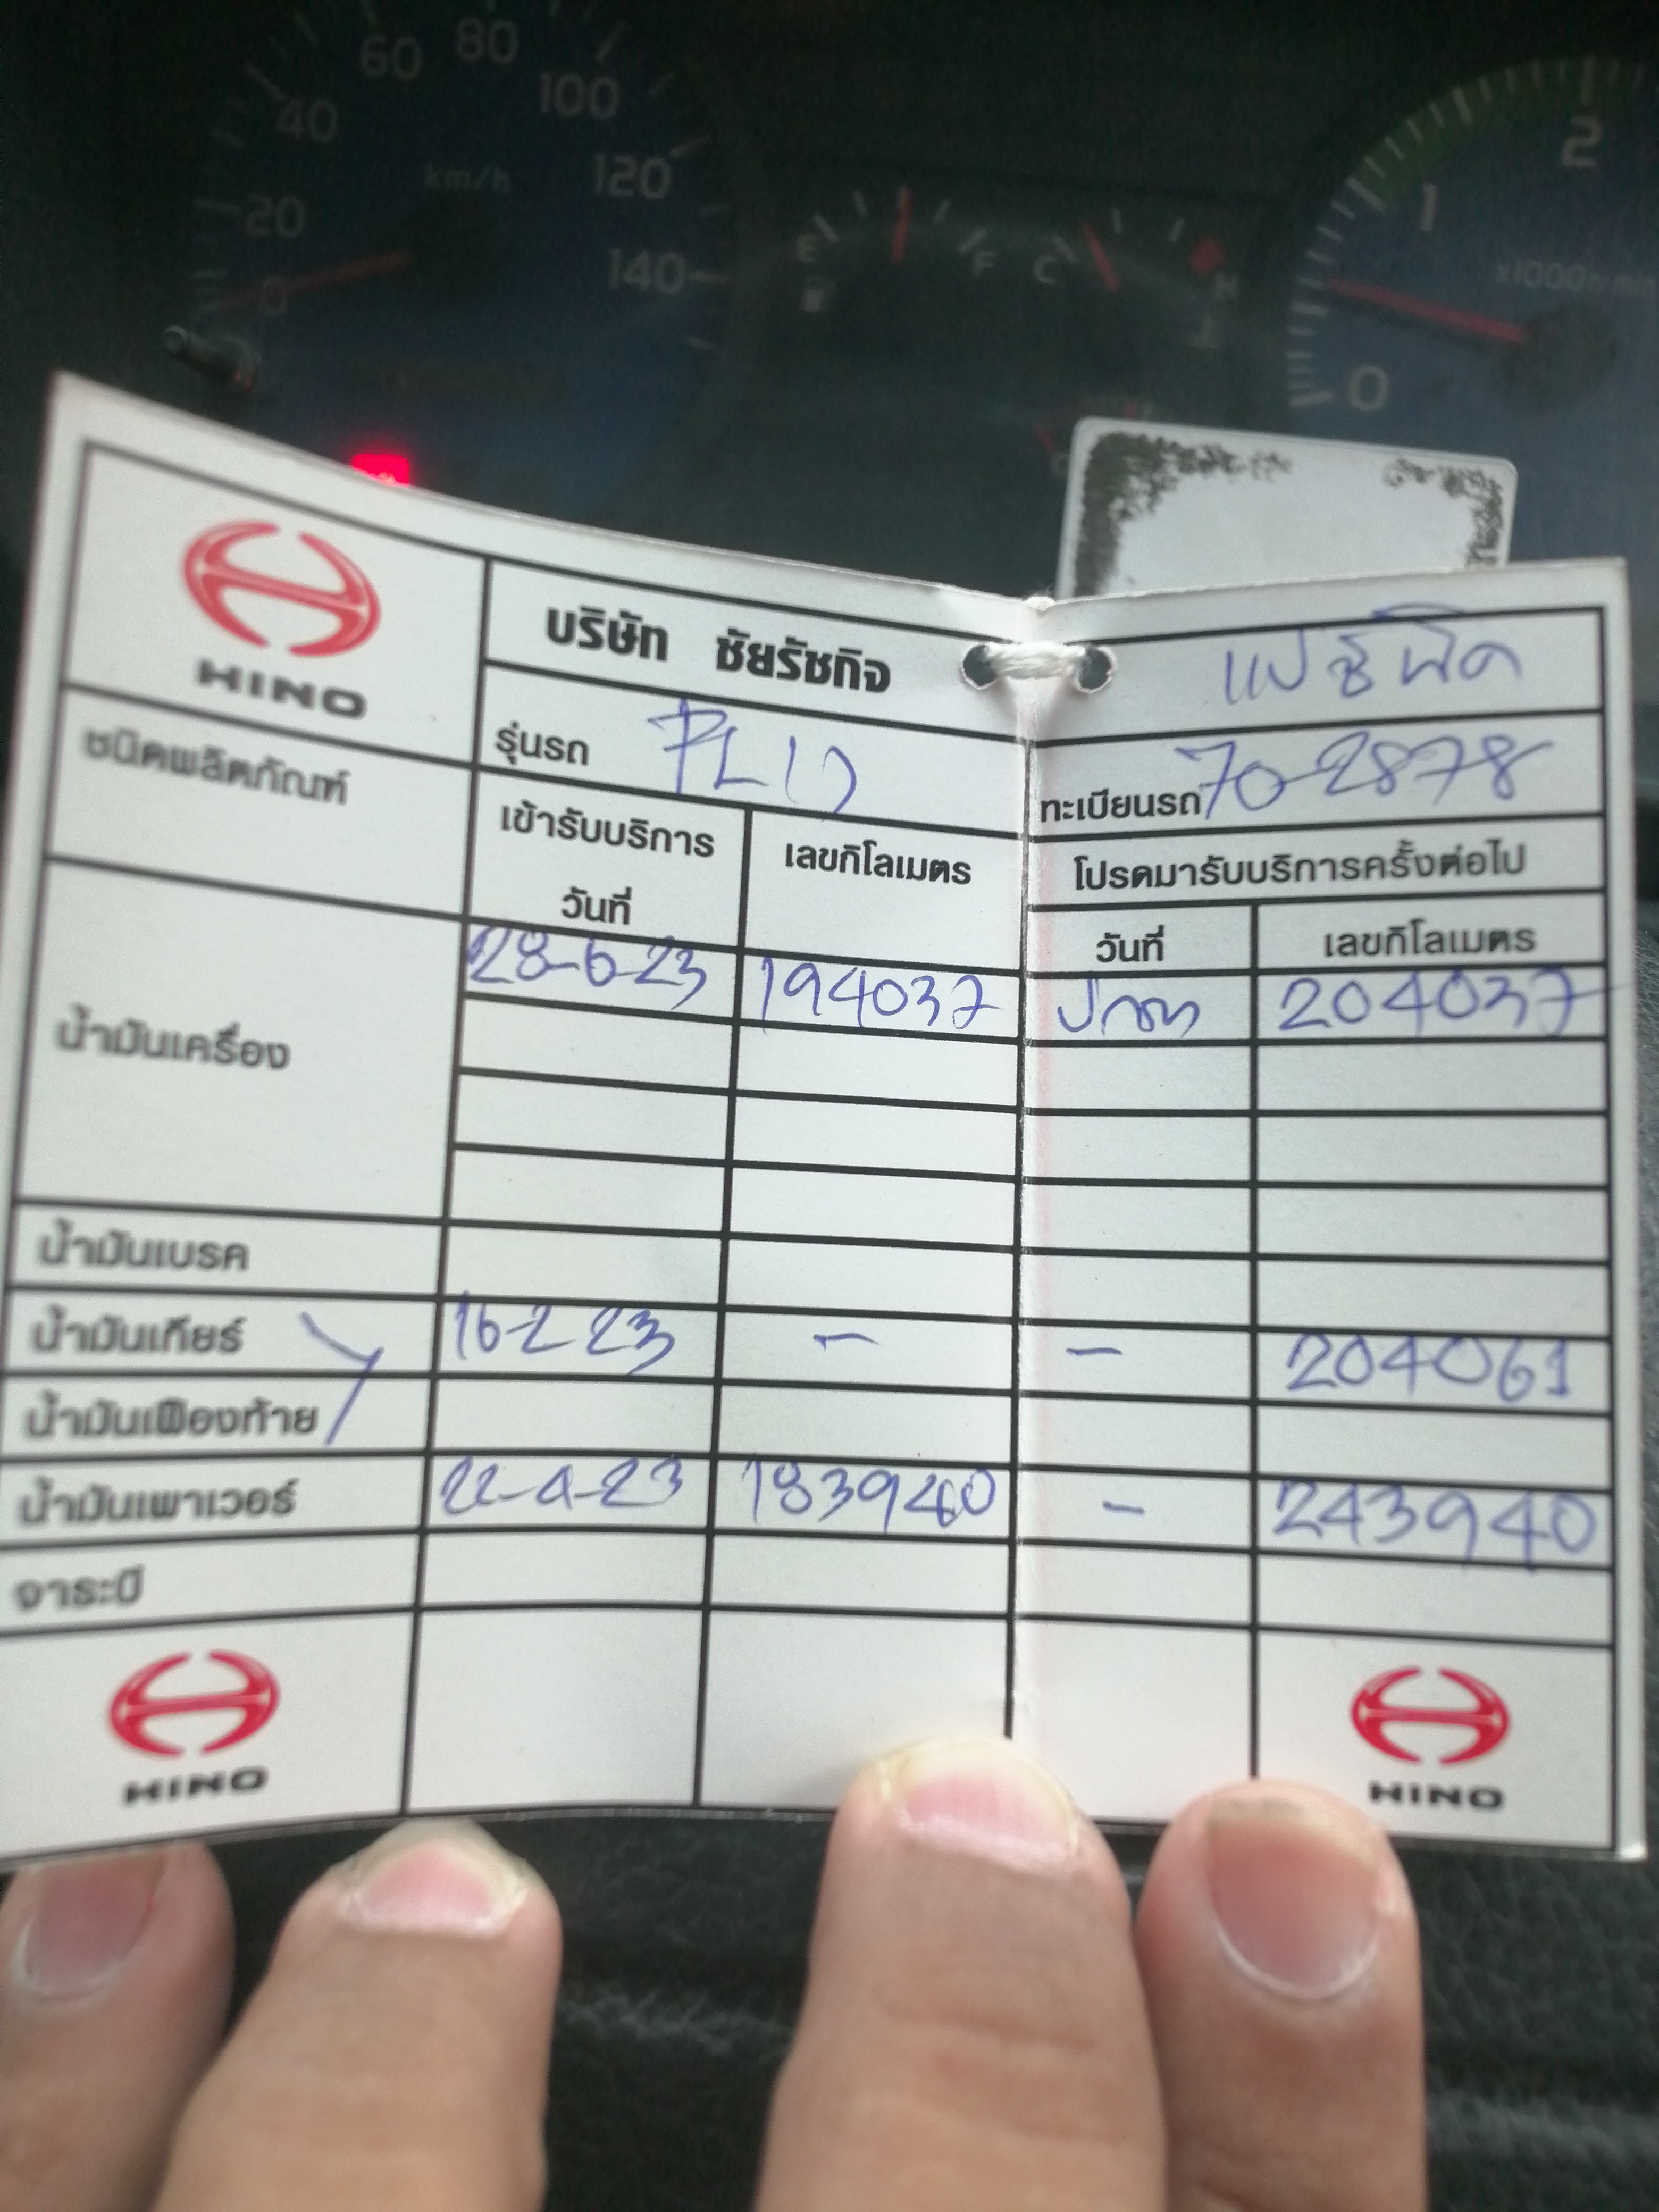 60 80
40 100
km/h 120
20 140
0
E F C H
2
1
x1000r/min
0
HINO
บริษัท ชัยรัชกิจ
รุ่นรถ
ทะเบียนรถ 70-2878
ชนิดผลิตภัณฑ์
เข้ารับบริการ
วันที่
เลขกิโลเมตร
โปรดมารับบริการครั้งต่อไป
วันที่ เลขกิโลเมตร
น้ำมันเครื่อง 28-6-23 194037 204037
น้ำมันเบรค
น้ำมันเกียร์ 16-2 23 - - 204061
น้ำมันเฟืองท้าย
น้ำมันเพาเวอร์ 22-4-23 183940 - 243940
จาระบี
HINO HINO